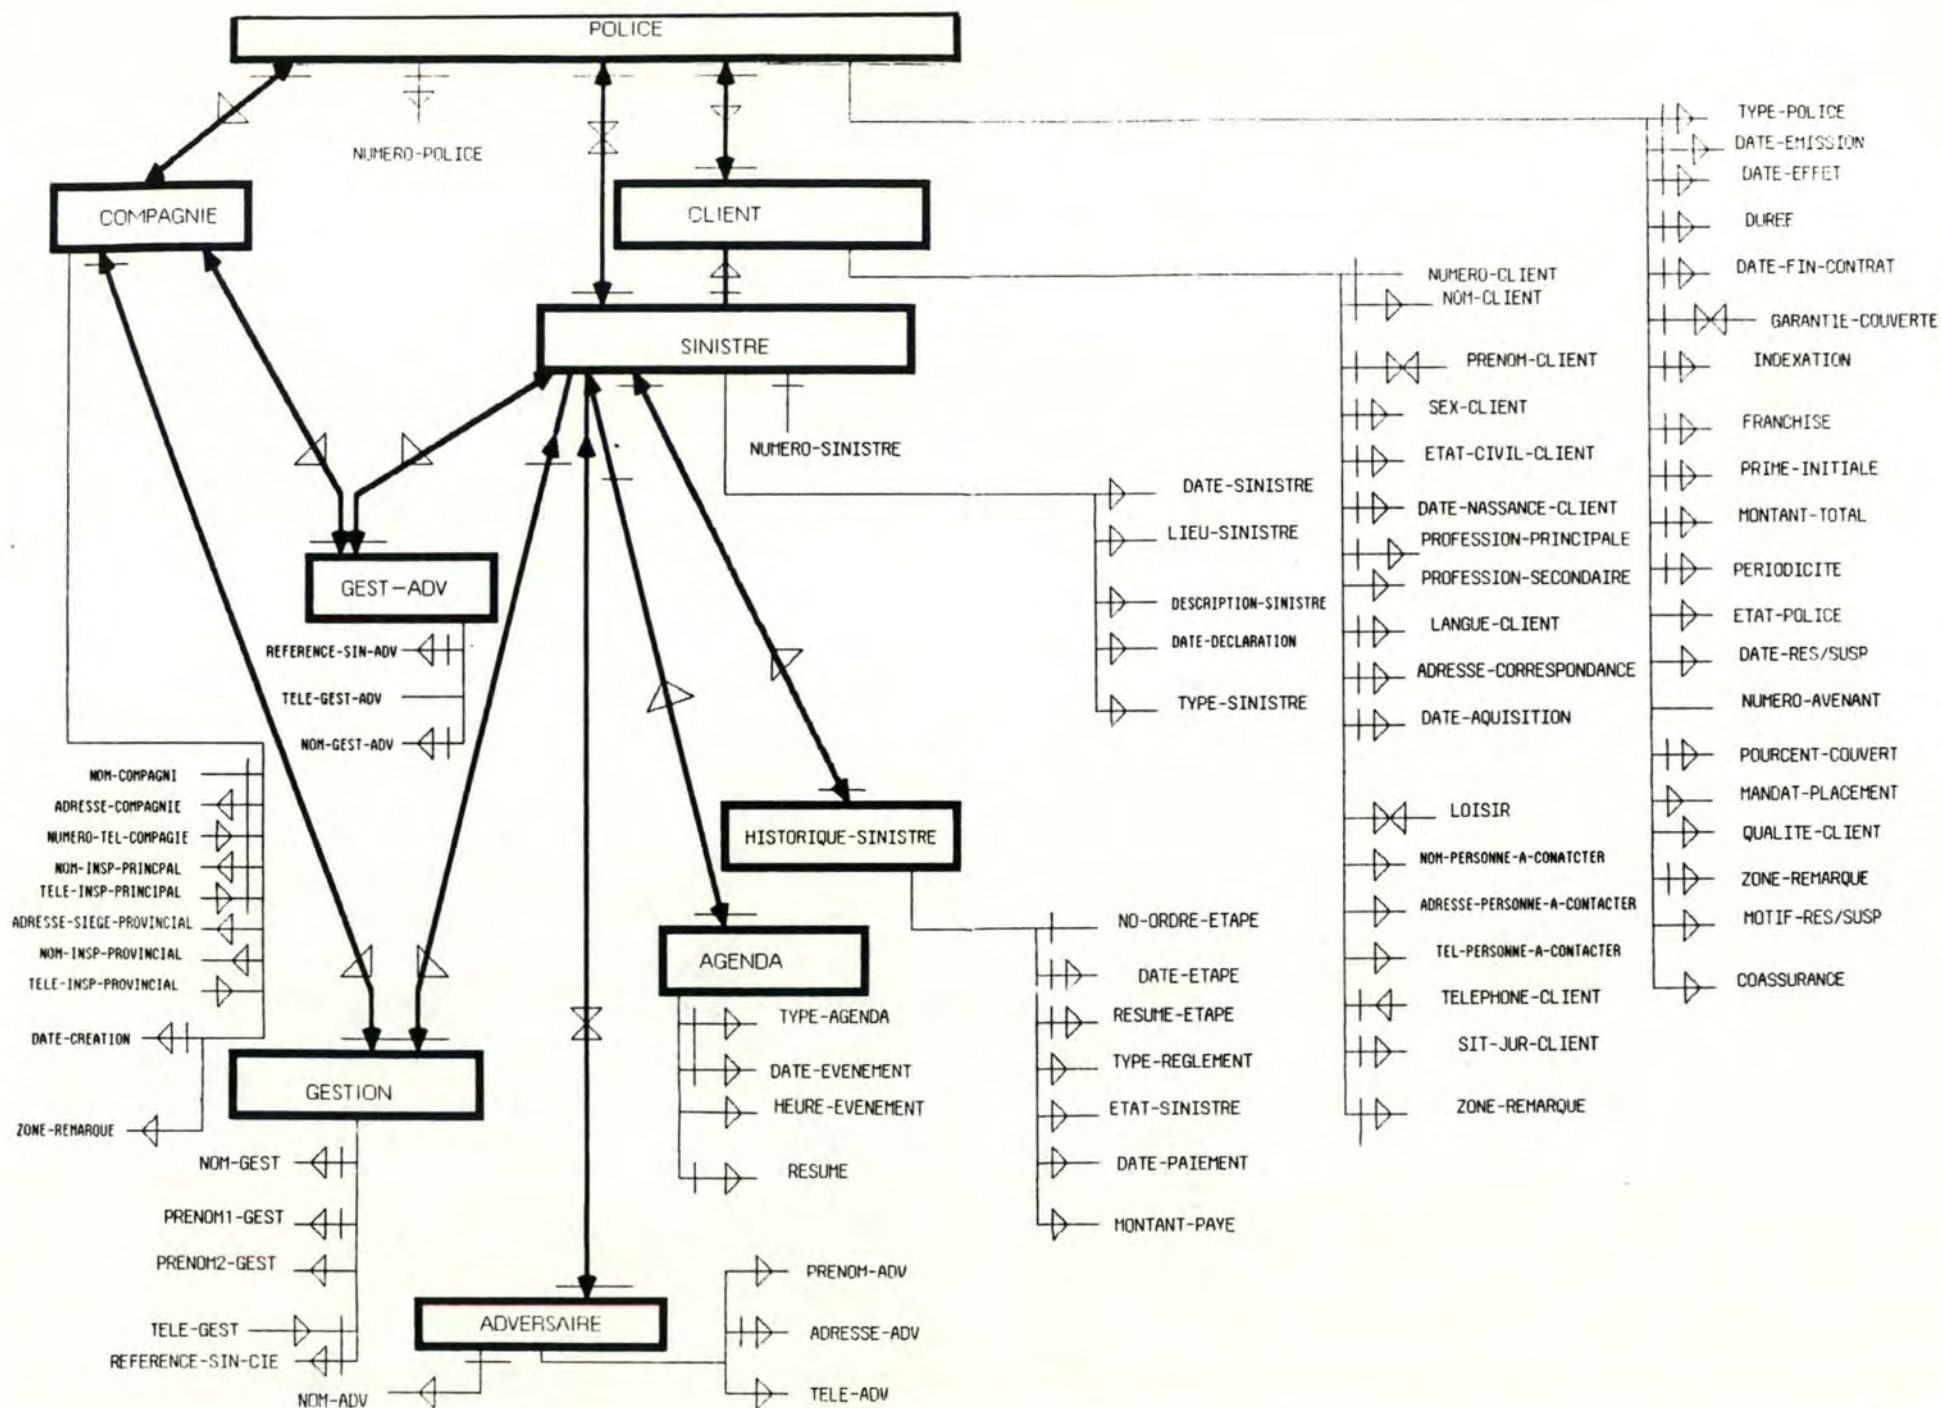 POLICE
NUMERO-POLICE
COMPAGNIE
CLIENT
SINISTRE
NUMERO-SINISTRE
GEST-ADV
REFERENCE-SIN-ADV
TELE-GEST-ADV
NOM-GEST-ADV
NOM-COMPAGNI
ADRESSE-COMPAGNIE
NUMERO-TEL-COMPAGIE
NOM-INSP-PRINCPAL
TELE-INSP-PRINCIPAL
ADRESSE-SIEGE-PROVINCIAL
NOM-INSP-PROVINCIAL
TELE-INSP-PROVINCIAL
DATE-CREATION
ZONE-REMARQUE
GESTION
NOM-GEST
PRENOM1-GEST
PRENOM2-GEST
TELE-GEST
REFERENCE-SIN-CIE
ADVERSAIRE
NOM-ADV
PRENOM-ADV
ADRESSE-ADV
TELE-ADV
AGENDA
TYPE-AGENDA
DATE-EVENEMENT
HEURE-EVENEMENT
RESUME
HISTORIQUE-SINISTRE
NO-ORDRE-ETAPE
DATE-ETAPE
RESUME-ETAPE
TYPE-REGLEMENT
ETAT-SINISTRE
DATE-PAIEMENT
MONTANT-PAYE
DATE-SINISTRE
LIEU-SINISTRE
DESCRIPTION-SINISTRE
DATE-DECLARATION
TYPE-SINISTRE
NUMERO-CLIENT
NOM-CLIENT
PRENOM-CLIENT
SEX-CLIENT
ETAT-CIVIL-CLIENT
DATE-NASSANCE-CLIENT
PROFESSION-PRINCIPALE
PROFESSION-SECONDAIRE
LANGUE-CLIENT
ADRESSE-CORRESPONDANCE
DATE-AQUISITION
LOISIR
NOM-PERSONNE-A-CONATCTER
ADRESSE-PERSONNE-A-CONTACTER
TEL-PERSONNE-A-CONTACTER
TELEPHONE-CLIENT
SIT-JUR-CLIENT
ZONE-REMARQUE
TYPE-POLICE
DATE-EMISSION
DATE-EFFET
DUREE
DATE-FIN-CONTRAT
GARANTIE-COUVERTE
INDEXATION
FRANCHISE
PRIME-INITIALE
MONTANT-TOTAL
PERIODICITE
ETAT-POLICE
DATE-RES/SUSP
NUMERO-AVENANT
POURCENT-COUVERT
MANDAT-PLACEMENT
QUALITE-CLIENT
ZONE-REMARQUE
MOTIF-RES/SUSP
COASSURANCE